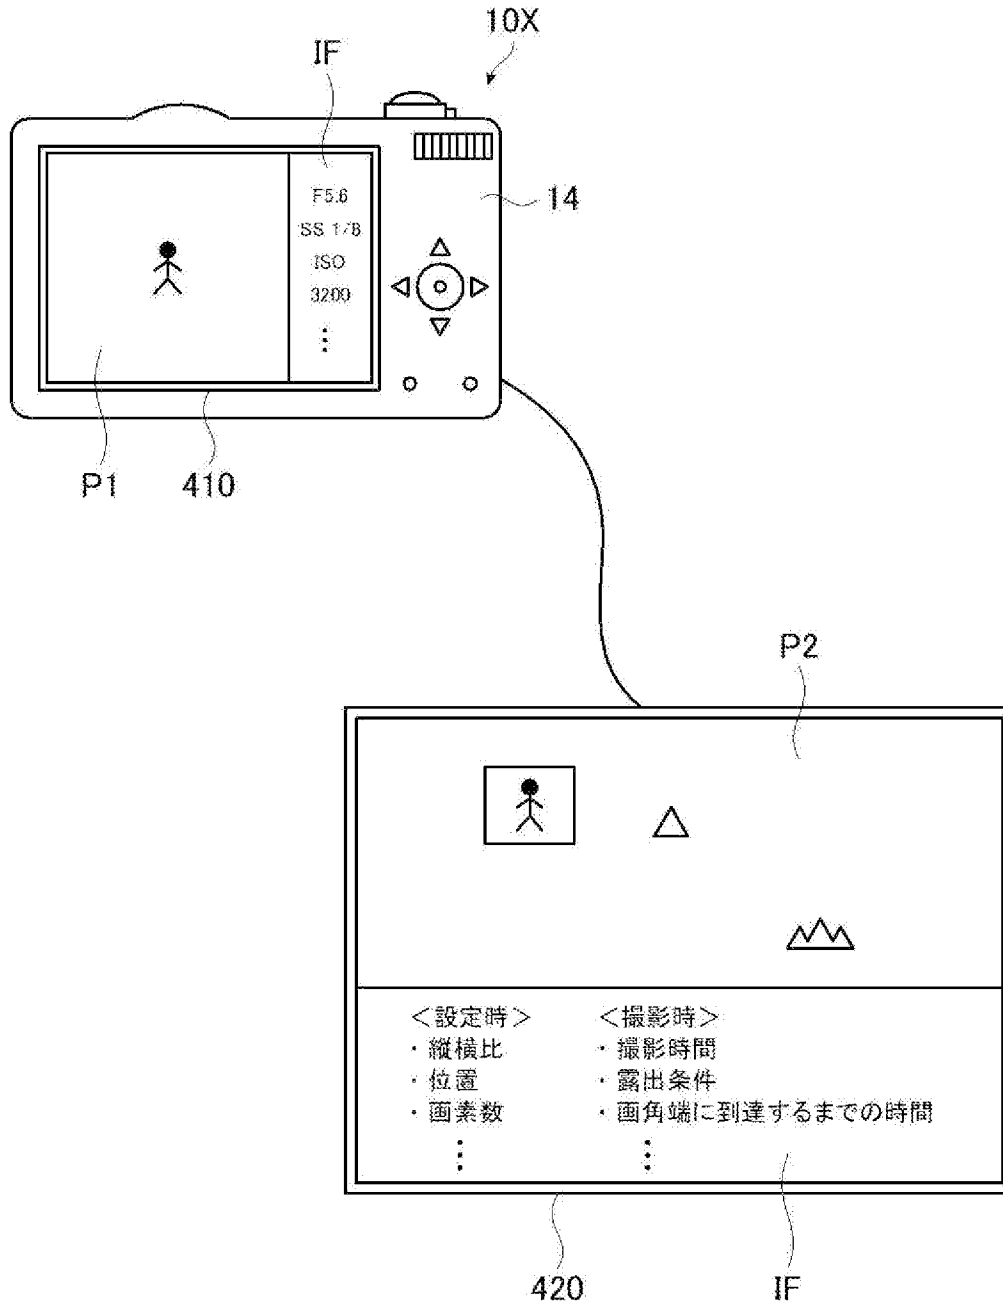 10X
IF
F5.6
SS 1/8
ISO
3200
14
P1
410
P2
＜設定時＞
・縦横比
・位置
・画素数
＜撮影時＞
・撮影時間
・露出条件
・画角端に到達するまでの時間
420
IF